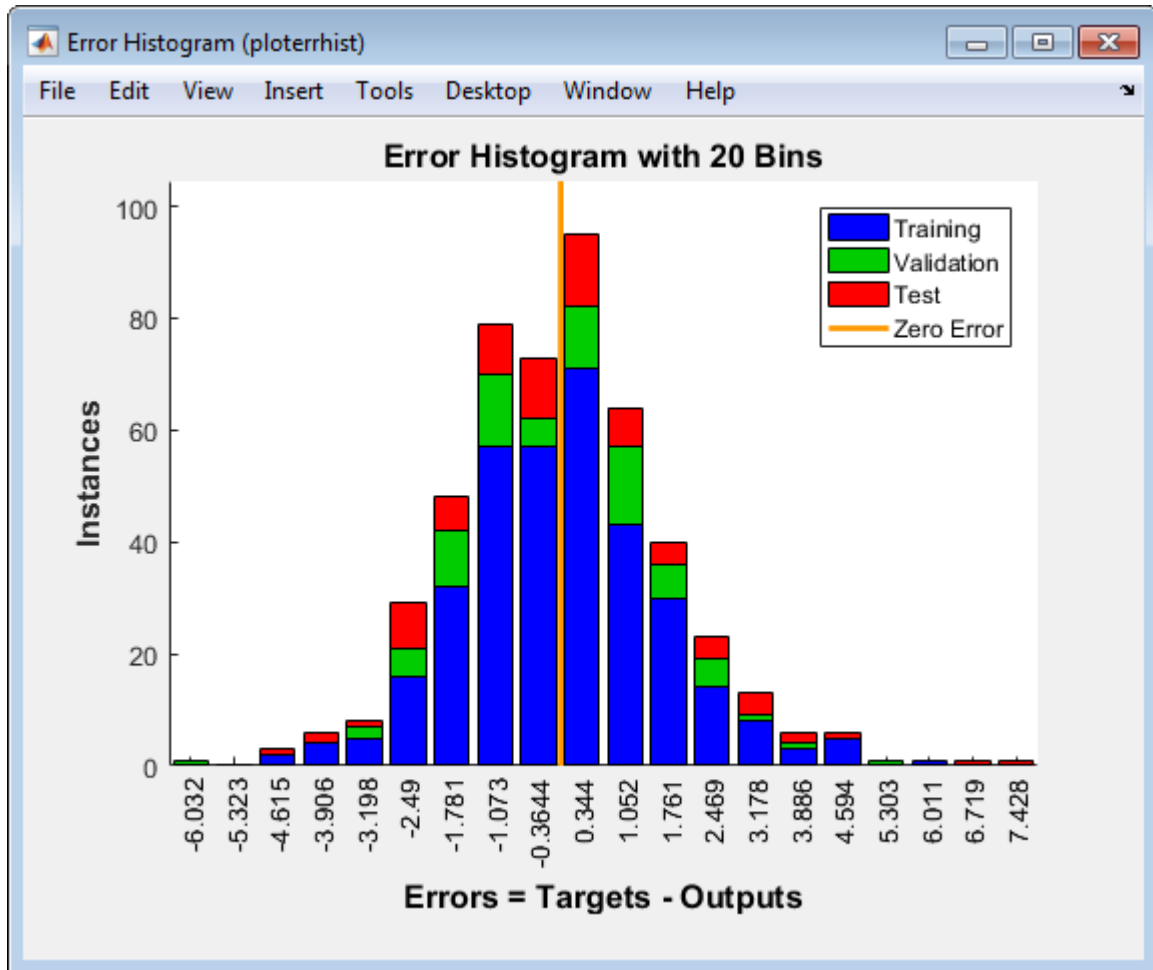 Error Histogram (ploterrhist)
File Edit View Insert Tools Desktop Window Help
Error Histogram with 20 Bins
100
80
60
40
20
0
Instances
Training
Validation
Test
Zero Error
-6.032
-5.323
-4.615
-3.906
-3.198
-2.49
-1.781
-1.073
-0.3644
0.344
1.052
1.761
2.469
3.178
3.886
4.594
5.303
6.011
6.719
7.428
Errors = Targets - Outputs